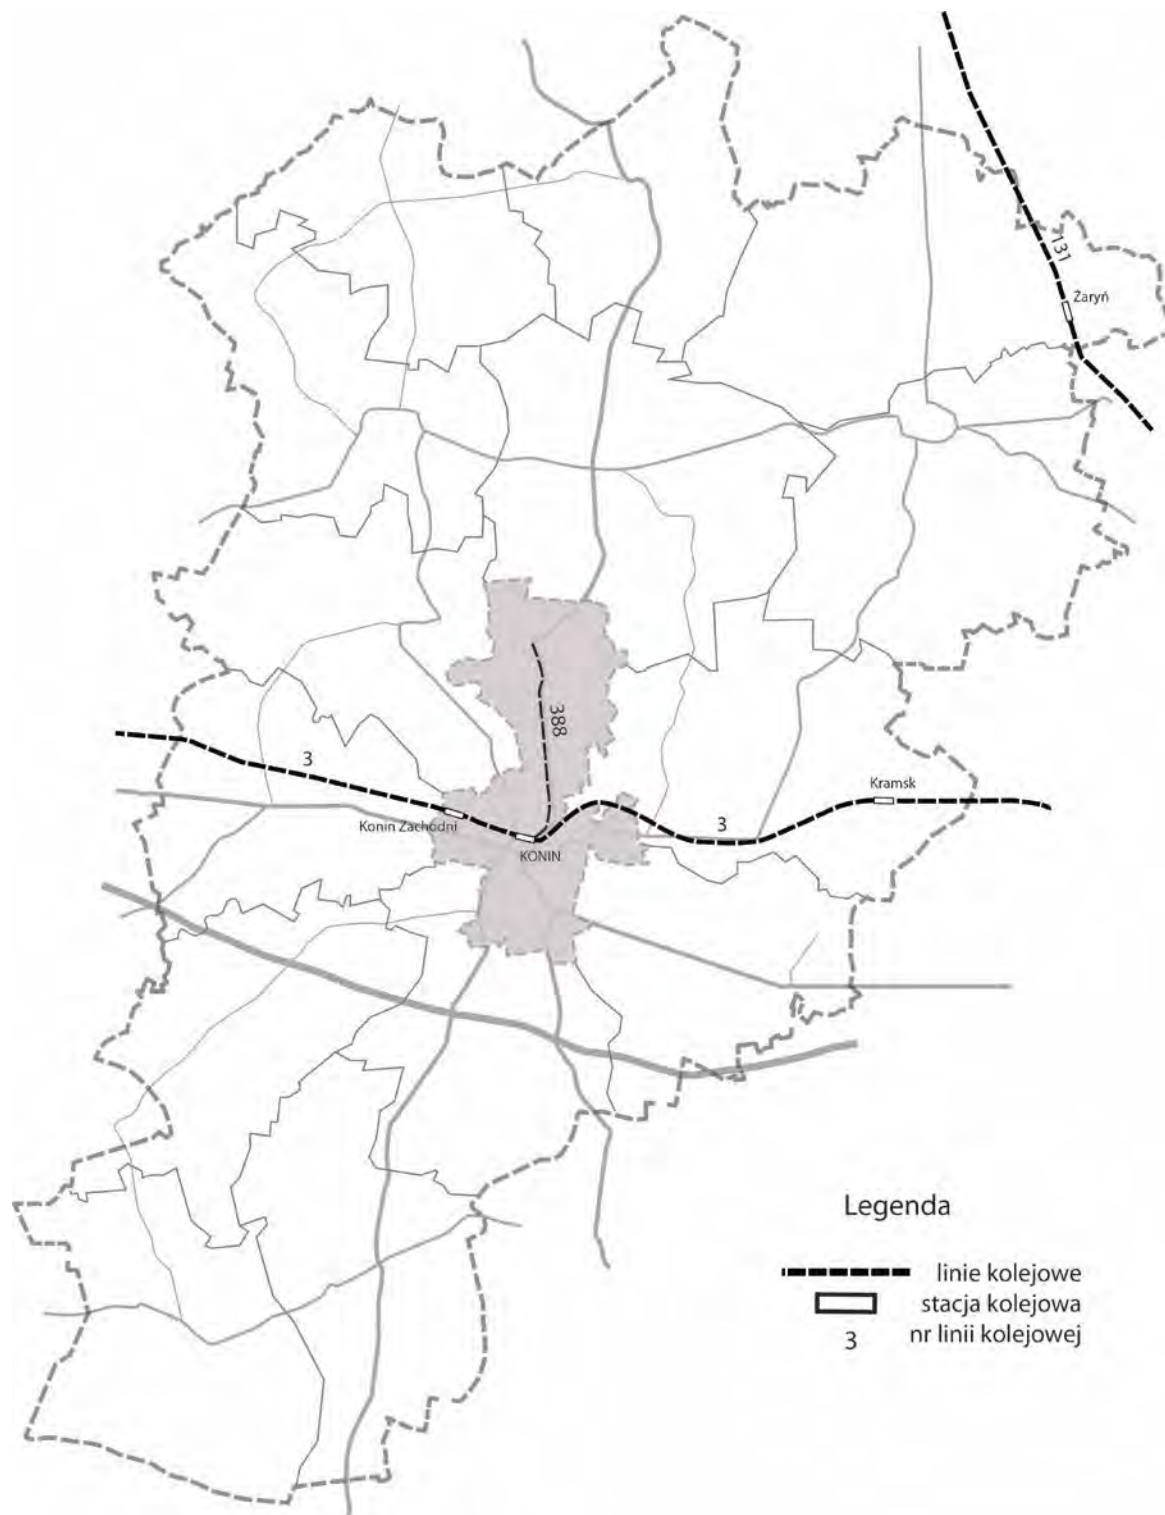 131
Żaryń
388
3
Kramsk
Konin Zachodni
3
KONIN
Legenda
linie kolejowe
stacja kolejowa
3 nr linii kolejowej